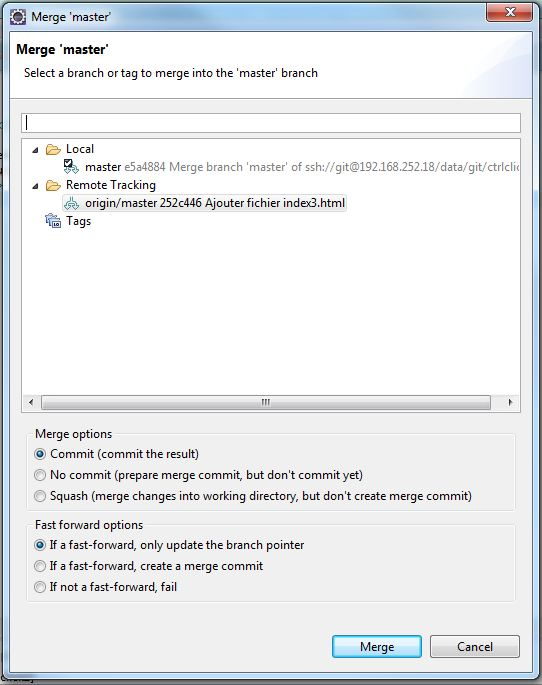 Merge 'master'
Merge 'master'
Select a branch or tag to merge into the 'master' branch
Local
master e5a4884 Merge branch 'master' of ssh://git@192.168.252.18/data/git/ctrlclic
Remote Tracking
origin/master 252c446 Ajouter fichier index3.html
Tags
Merge options
Commit (commit the result)
No commit (prepare merge commit, but don't commit yet)
Squash (merge changes into working directory, but don't create merge commit)
Fast forward options
If a fast-forward, only update the branch pointer
If a fast-forward, create a merge commit
If not a fast-forward, fail
Merge
Cancel